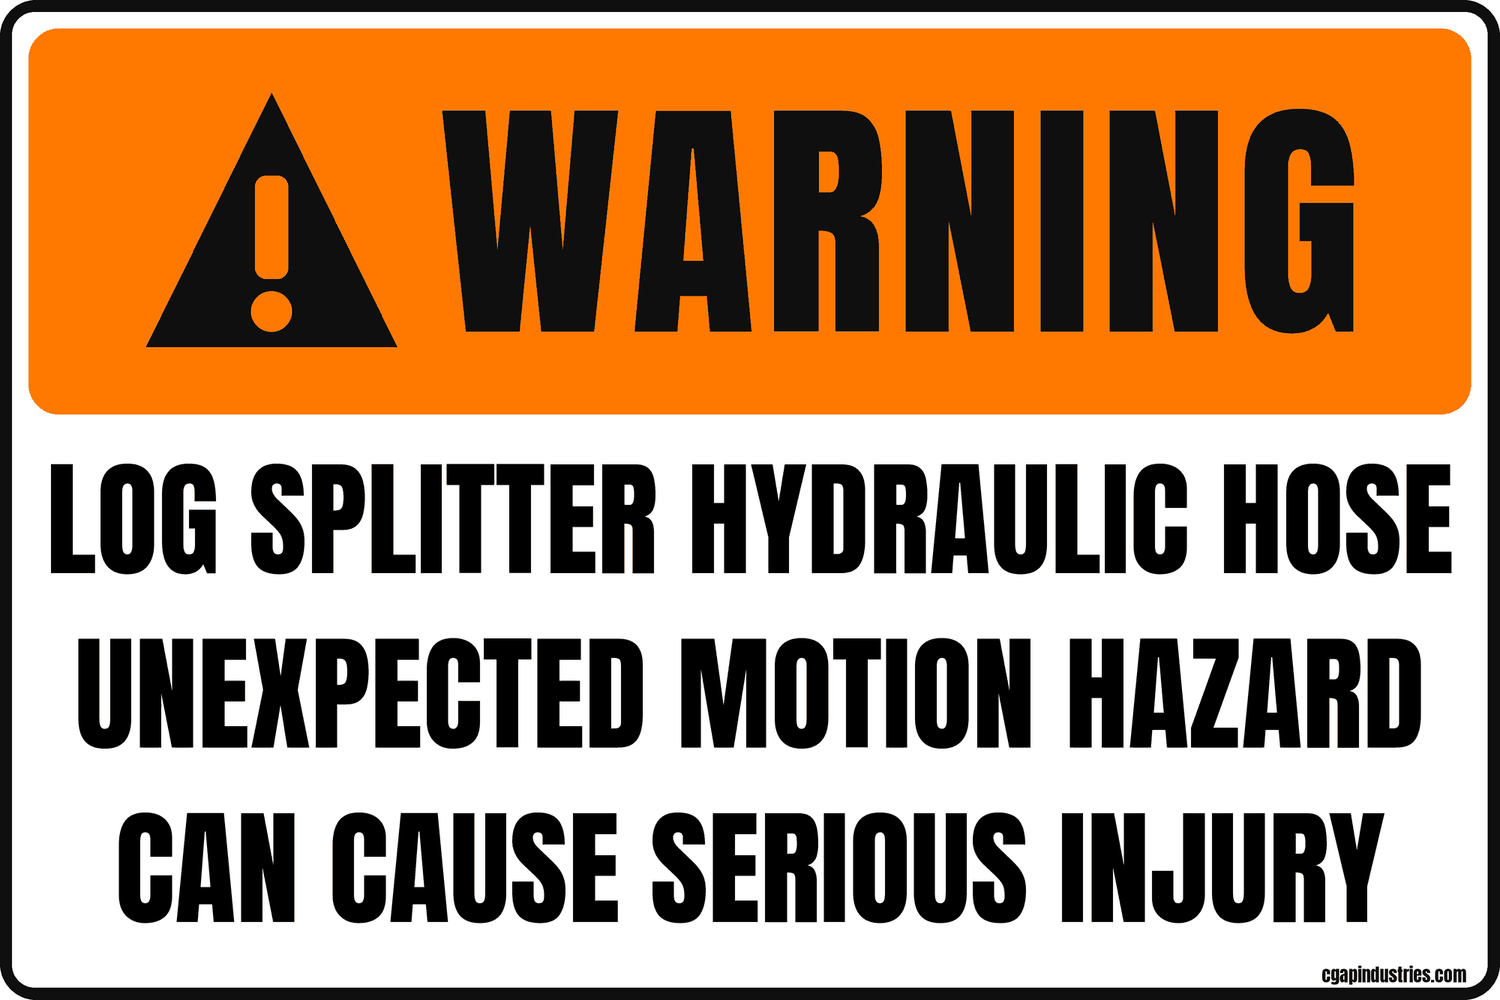 WARNING
LOG SPLITTER HYDRAULIC HOSE
UNEXPECTED MOTION HAZARD
CAN CAUSE SERIOUS INJURY
cgapindustries.com